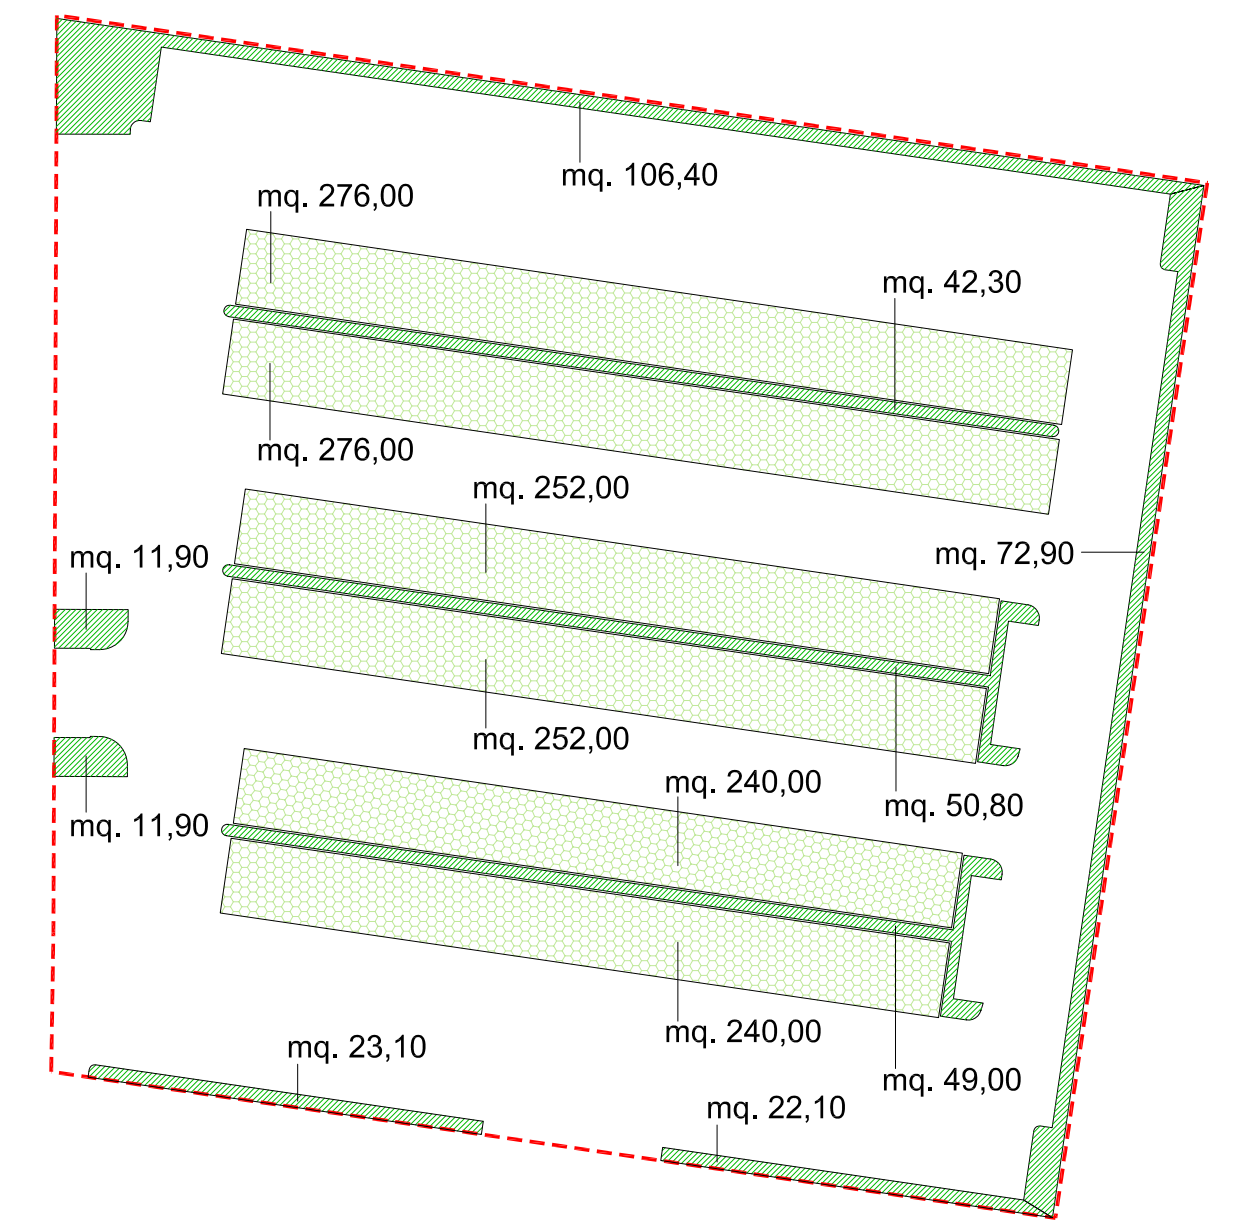 mq. 106,40
mq. 276,00
mq. 42,30
mq. 276,00
mq. 252,00
mq. 11,90
mq. 72,90
mq. 252,00
mq. 240,00
mq. 50,80
mq. 11,90
mq. 240,00
mq. 23,10
mq. 49,00
mq. 22,10